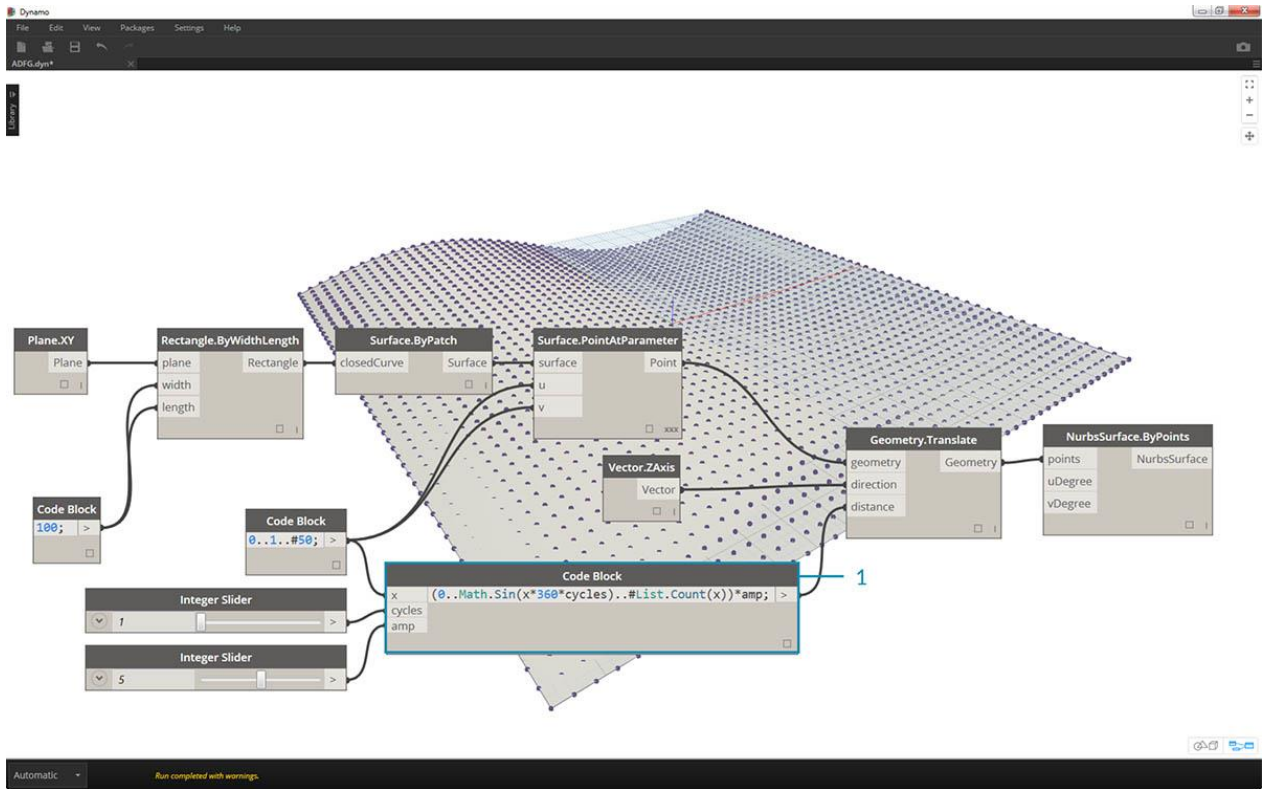 Dynamo
File Edit View Packages Settings Help
ADFG.dyn*
Library
Plane.XY
Plane
Rectangle.ByWidthLength
plane Rectangle
width
length
Surface.ByPatch
closedCurve Surface
Surface.PointAtParameter
surface Point
u
v
xxx
Vector.ZAxis
Vector
Geometry.Translate
geometry Geometry
direction
distance
NurbsSurface.ByPoints
points NurbsSurface
uDegree
vDegree
Code Block
100; >
Code Block
0..1..#50; >
Code Block
x (0..Math.Sin(x*360*cycles)..#List.Count(x))*amp; >
cycles
amp
1
Integer Slider
1 >
Integer Slider
5 >
Automatic
Run completed with warnings.